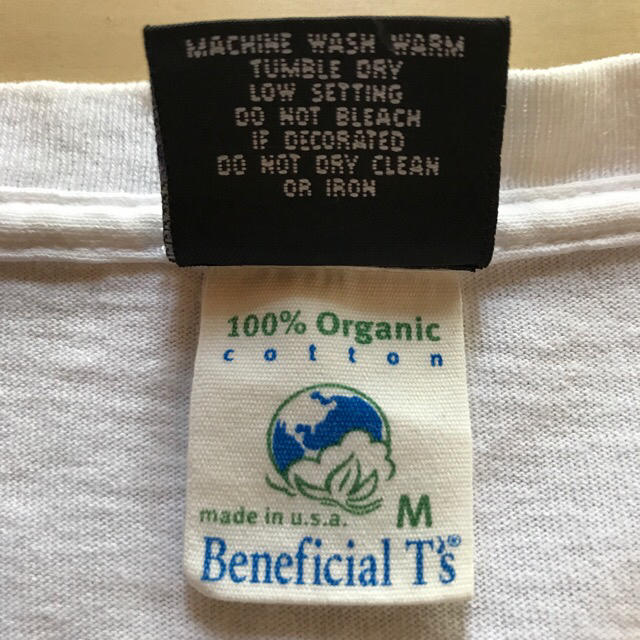 MACHINE WASH WARM
TUMBLE DRY
LOW SETTING
DO NOT BLEACH
IF DECORATED
DO NOT DRY CLEAN
OR IRON
100% Organic
cotton
made in u.s.a. M
Beneficial T's®